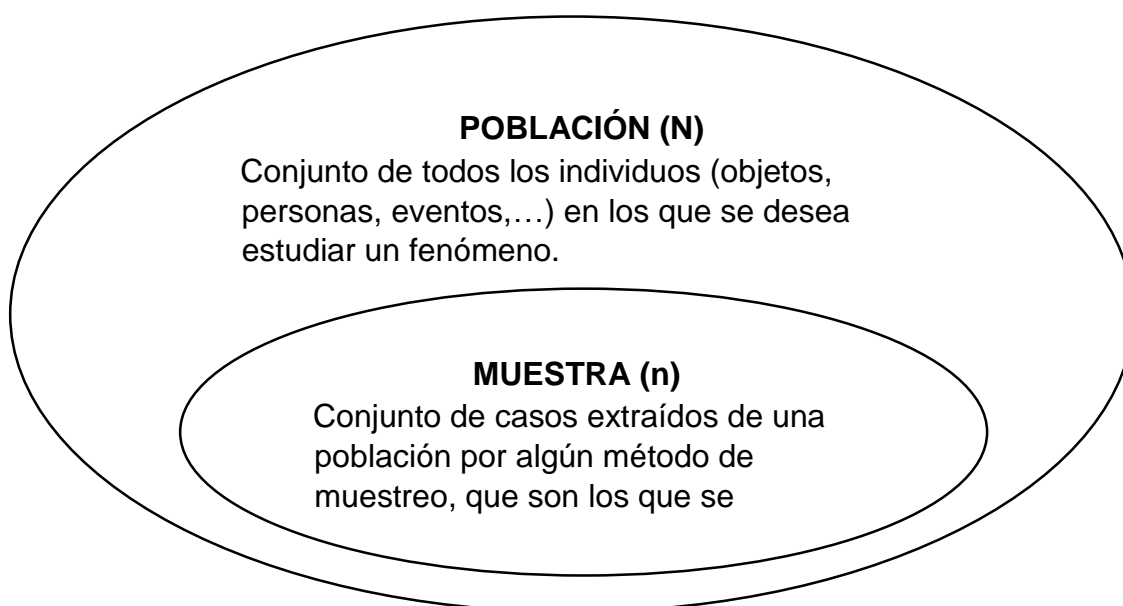 POBLACIÓN (N)
Conjunto de todos los individuos (objetos,
personas, eventos,…) en los que se desea
estudiar un fenómeno.
MUESTRA (n)
Conjunto de casos extraídos de una
población por algún método de
muestreo, que son los que se